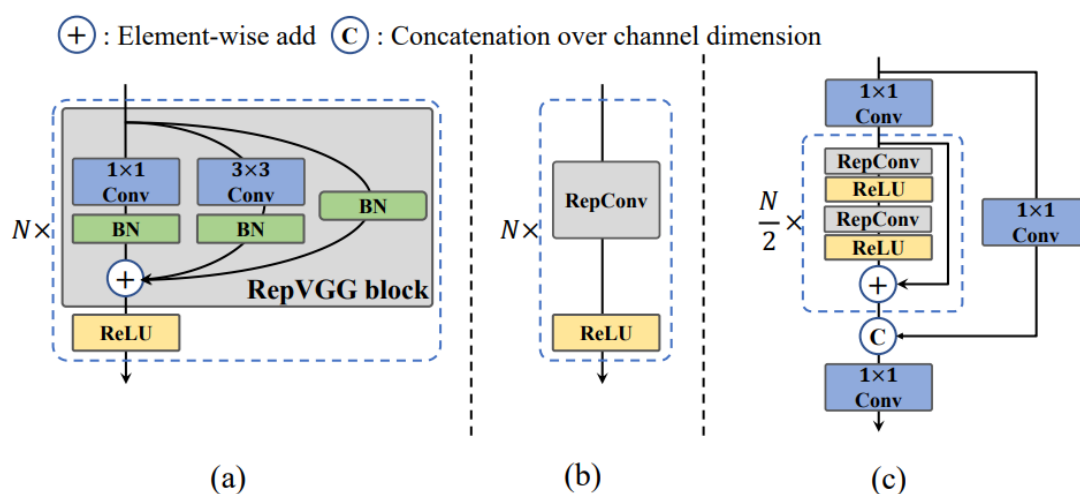 + : Element-wise add C : Concatenation over channel dimension
N×
1×1
Conv
BN
+
3×3
Conv
BN
BN
RepVGG block
ReLU
(a)
N×
RepConv
ReLU
(b)
1×1
Conv
N/2 ×
RepConv
ReLU
RepConv
ReLU
+
1×1
Conv
C
1×1
Conv
(c)